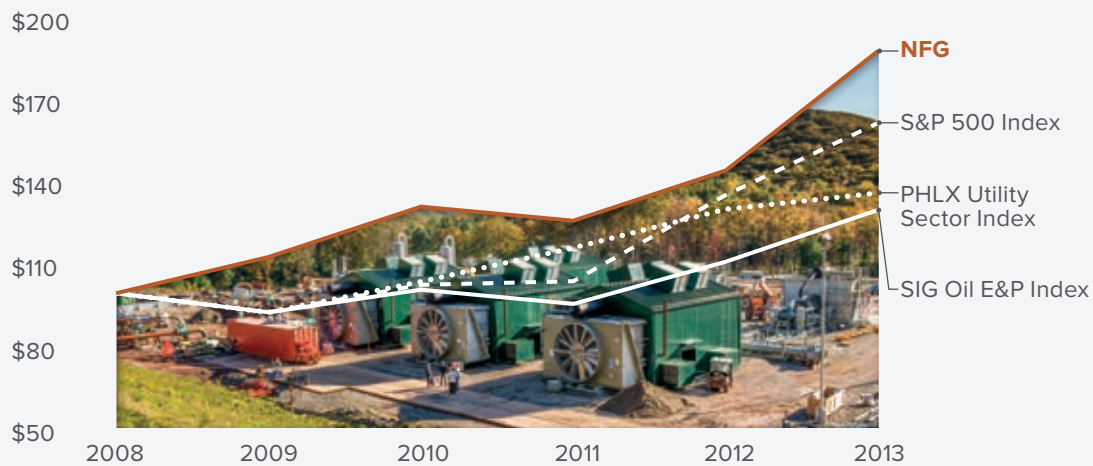 $200
$170
$140
$110
$80
$50
NFG
S&P 500 Index
PHLX Utility
Sector Index
SIG Oil E&P Index
2008
2009
2010
2011
2012
2013